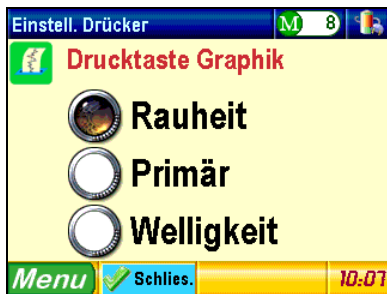 Einstell. Drücker M 8
Drucktaste Graphik
Rauheit
Primär
Welligkeit
Menu Schlies. 10:07